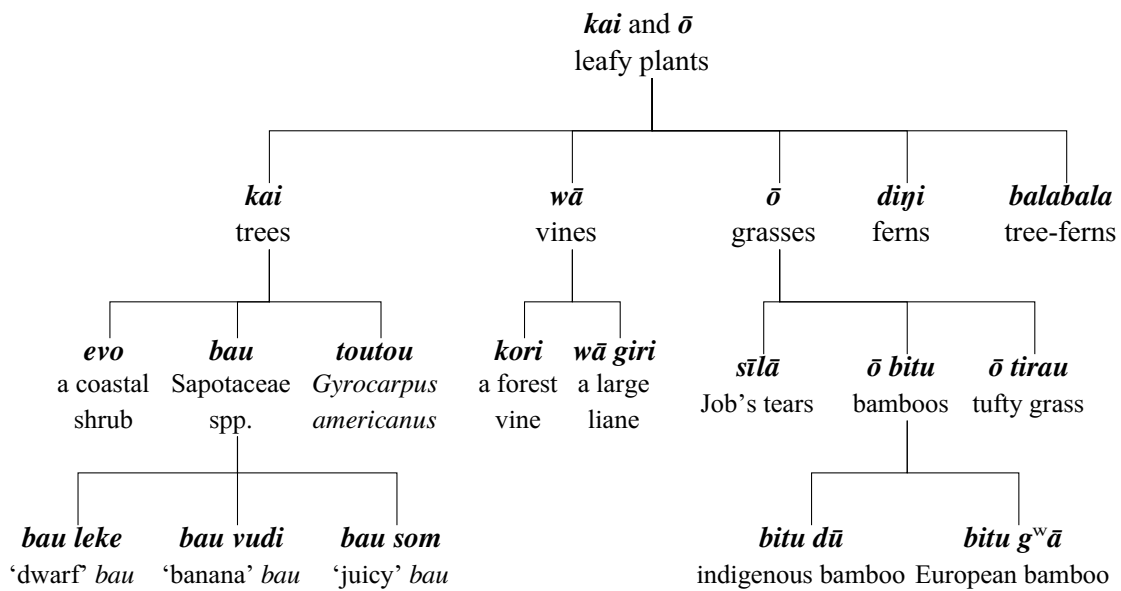 kai and ō
leafy plants
kai wā ō diŋi balabala
trees vines grasses ferns tree-ferns
evo bau toutou kori wā giri sīlā ō bitu ō tirau
a coastal Sapotaceae Gyrocarpus a forest a large Job's tears bamboos tufty grass
shrub spp. americanus vine liane
bau leke bau vudi bau som bitu dū bitu gʷā
‘dwarf’ bau ‘banana’ bau ‘juicy’ bau indigenous bamboo European bamboo